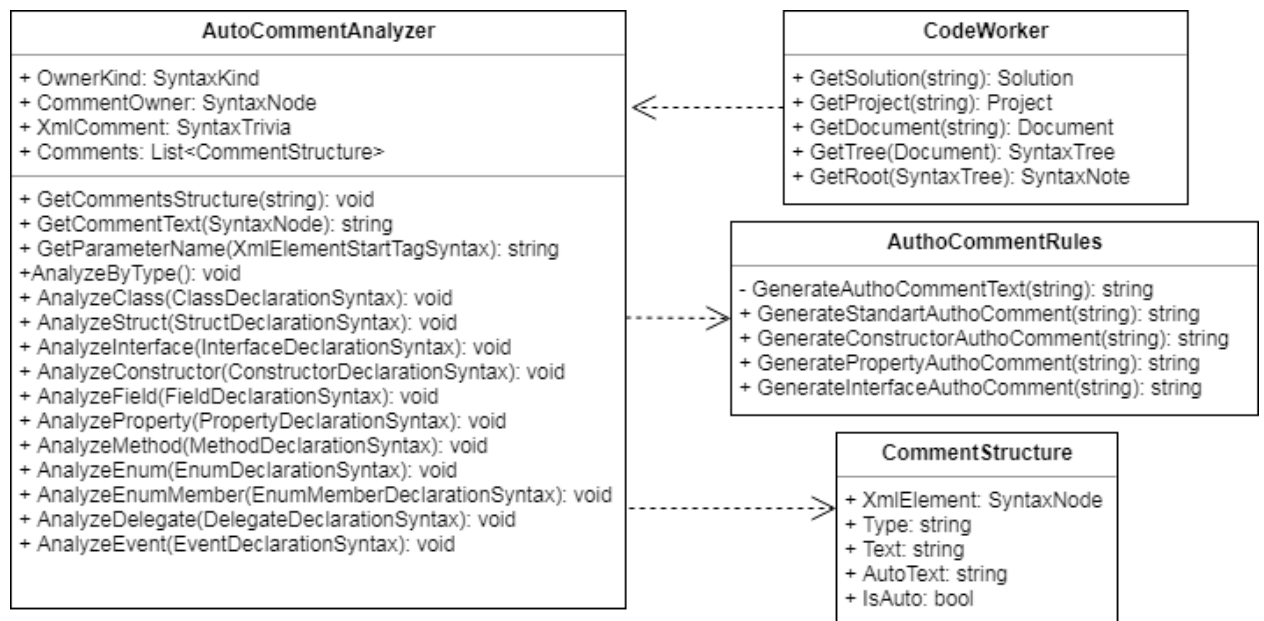 AutoCommentAnalyzer
+ OwnerKind: SyntaxKind
+ CommentOwner: SyntaxNode
+ XmlComment: SyntaxTrivia
+ Comments: List<CommentStructure>
+ GetCommentsStructure(string): void
+ GetCommentText(SyntaxNode): string
+ GetParameterName(XmlElementStartTagSyntax): string
+AnalyzeByType(): void
+ AnalyzeClass(ClassDeclarationSyntax): void
+ AnalyzeStruct(StructDeclarationSyntax): void
+ AnalyzeInterface(InterfaceDeclarationSyntax): void
+ AnalyzeConstructor(ConstructorDeclarationSyntax): void
+ AnalyzeField(FieldDeclarationSyntax): void
+ AnalyzeProperty(PropertyDeclarationSyntax): void
+ AnalyzeMethod(MethodDeclarationSyntax): void
+ AnalyzeEnum(EnumDeclarationSyntax): void
+ AnalyzeEnumMember(EnumMemberDeclarationSyntax): void
+ AnalyzeDelegate(DelegateDeclarationSyntax): void
+ AnalyzeEvent(EventDeclarationSyntax): void
CodeWorker
+ GetSolution(string): Solution
+ GetProject(string): Project
+ GetDocument(string): Document
+ GetTree(Document): SyntaxTree
+ GetRoot(SyntaxTree): SyntaxNote
AuthoCommentRules
- GenerateAuthoCommentText(string): string
+ GenerateStandartAuthoComment(string): string
+ GenerateConstructorAuthoComment(string): string
+ GeneratePropertyAuthoComment(string): string
+ GenerateInterfaceAuthoComment(string): string
CommentStructure
+ XmlElement: SyntaxNode
+ Type: string
+ Text: string
+ AutoText: string
+ IsAuto: bool